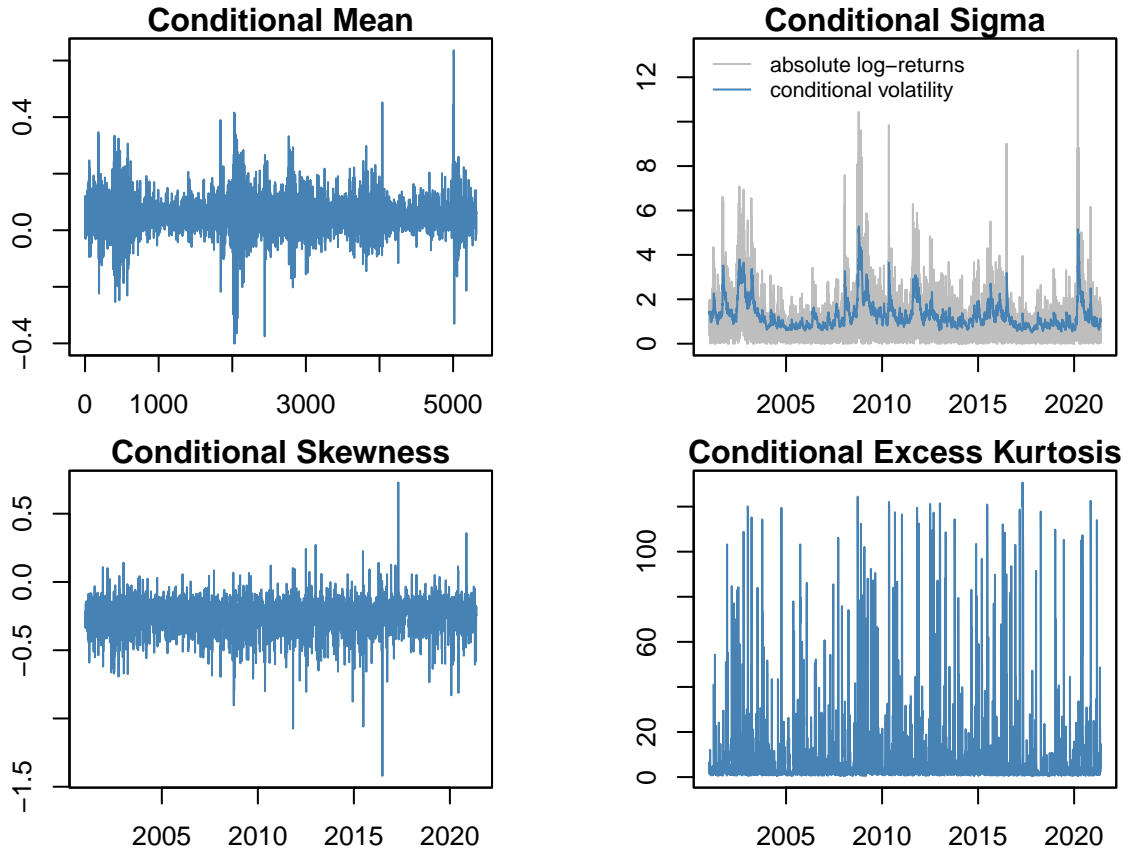 Conditional Mean
0.4
0.0
−0.4
0 1000 3000 5000
Conditional Sigma
absolute log−returns
conditional volatility
12
8
6
4
2
0
2005 2010 2015 2020
Conditional Skewness
0.5
0.0
−0.5
−1.5
2005 2010 2015 2020
Conditional Excess Kurtosis
100
60
20
0
2005 2010 2015 2020